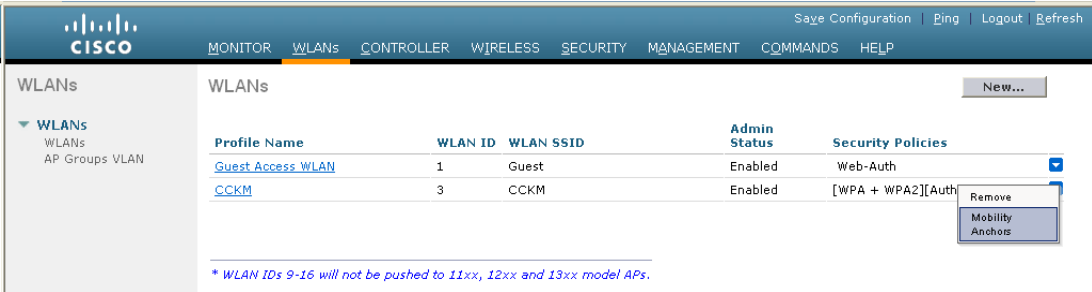 Save Configuration | Ping | Logout | Refresh
CISCO
MONITOR WLANs CONTROLLER WIRELESS SECURITY MANAGEMENT COMMANDS HELP
WLANs
WLANs
WLANs
AP Groups VLAN
WLANs
New...
Profile Name WLAN ID WLAN SSID Admin Status Security Policies
Guest Access WLAN 1 Guest Enabled Web-Auth
CCKM 3 CCKM Enabled [WPA + WPA2][Auth
Remove
Mobility
Anchors
* WLAN IDs 9-16 will not be pushed to 11xx, 12xx and 13xx model APs.